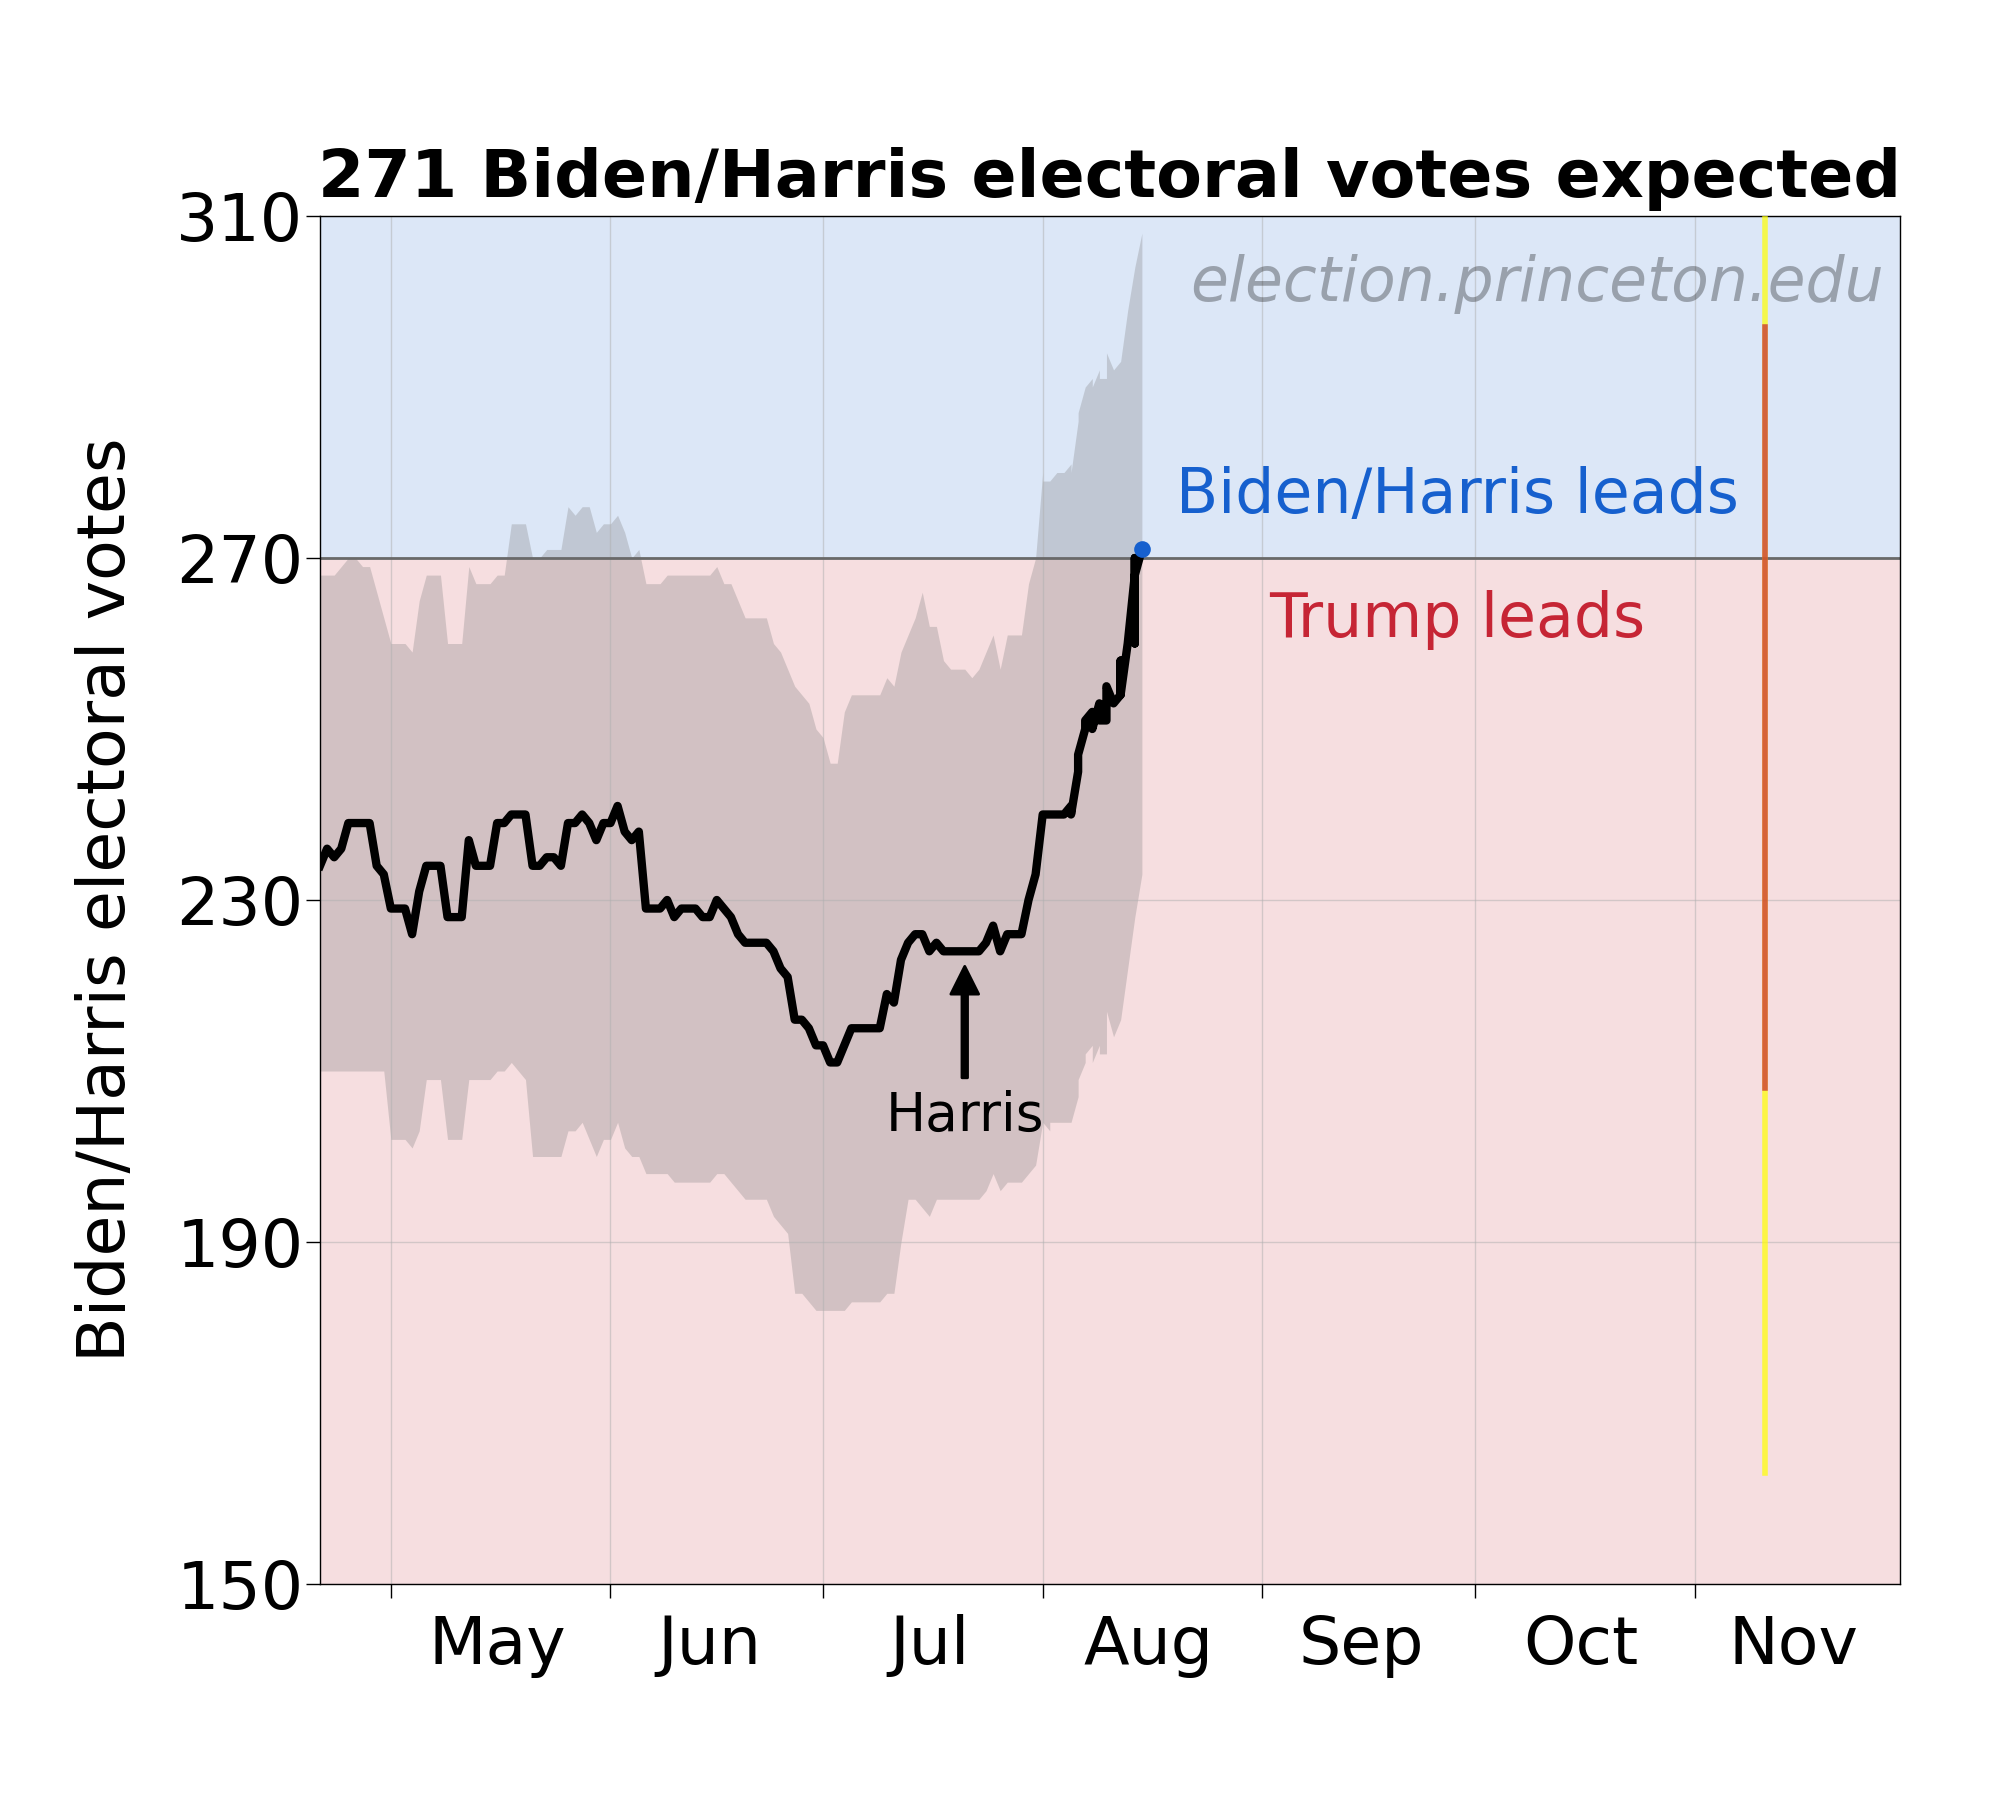 271 Biden/Harris electoral votes expected
310
election.princeton.edu
Biden/Harris leads
270
Trump leads
Biden/Harris electoral votes
230
Harris
190
150
May Jun Jul Aug Sep Oct Nov